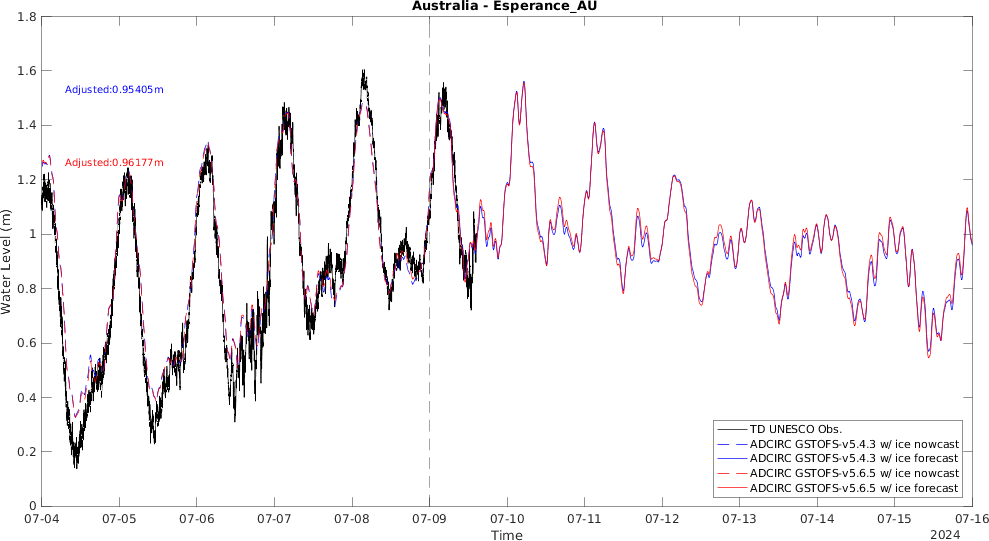 Australia - Esperance_AU
1.8
1.6
1.4
1.2
1
0.8
0.6
0.4
0.2
0
Water Level (m)
Adjusted:0.95405m
Adjusted:0.96177m
TD UNESCO Obs.
ADCIRC GSTOFS-v5.4.3 w/ ice nowcast
ADCIRC GSTOFS-v5.4.3 w/ ice forecast
ADCIRC GSTOFS-v5.6.5 w/ ice nowcast
ADCIRC GSTOFS-v5.6.5 w/ ice forecast
07-04 07-05 07-06 07-07 07-08 07-09 07-10 07-11 07-12 07-13 07-14 07-15 07-16
Time
2024